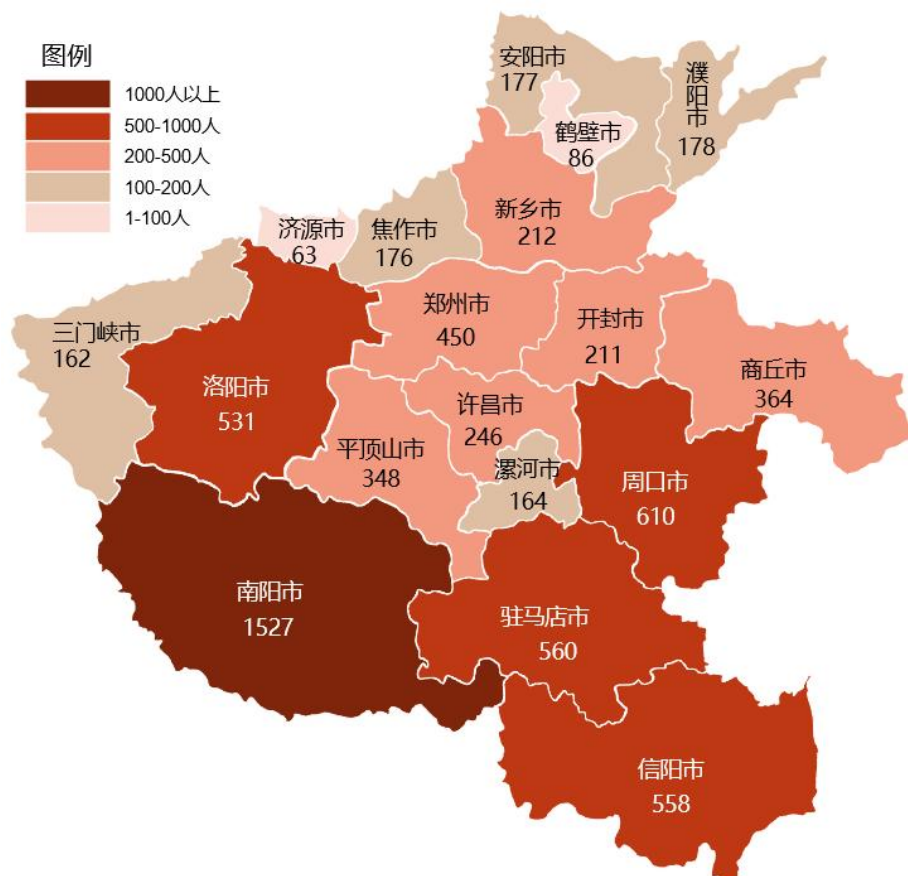 图例
1000人以上
500-1000人
200-500人
100-200人
1-100人
安阳市
177
濮阳市
178
鹤壁市
86
新乡市
212
济源市
63
焦作市
176
三门峡市
162
郑州市
450
开封市
211
商丘市
364
洛阳市
531
许昌市
246
平顶山市
348
漯河市
164
周口市
610
南阳市
1527
驻马店市
560
信阳市
558